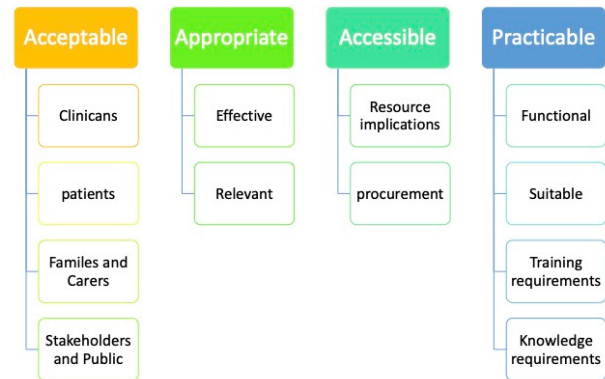 Acceptable
Clinicians
patients
Familes and
Carers
Stakeholders
and Public
Appropriate
Effective
Relevant
Accessible
Resource
implications
procurement
Practicable
Functional
Suitable
Training
requirements
Knowledge
requirements